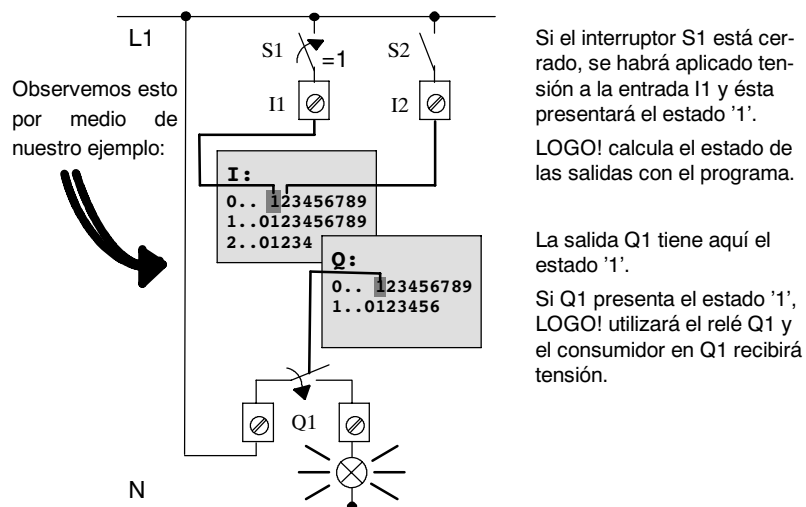 L1
S1
=1
S2
I1
I2
Observemos esto
por medio de
nuestro ejemplo:
I:
0.. 123456789
1..0123456789
2..01234
Q:
0.. 123456789
1..0123456
Q1
N
Si el interruptor S1 está cer-
rado, se habrá aplicado ten-
sión a la entrada I1 y ésta
presentará el estado ’1’.
LOGO! calcula el estado de
las salidas con el programa.
La salida Q1 tiene aquí el
estado ’1’.
Si Q1 presenta el estado ’1’,
LOGO! utilizará el relé Q1 y
el consumidor en Q1 recibirá
tensión.